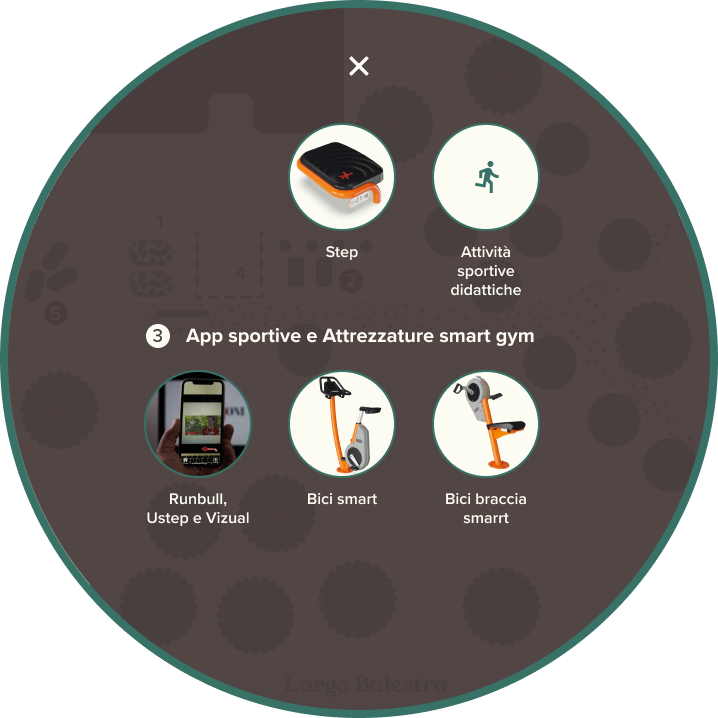 Step
Attività
sportive
didattiche
1
4
2
5
3 App sportive e Attrezzature smart gym
Runbull,
Ustep e Vizual
Bici smart
Bici braccia
smarrt
Largo Balestra